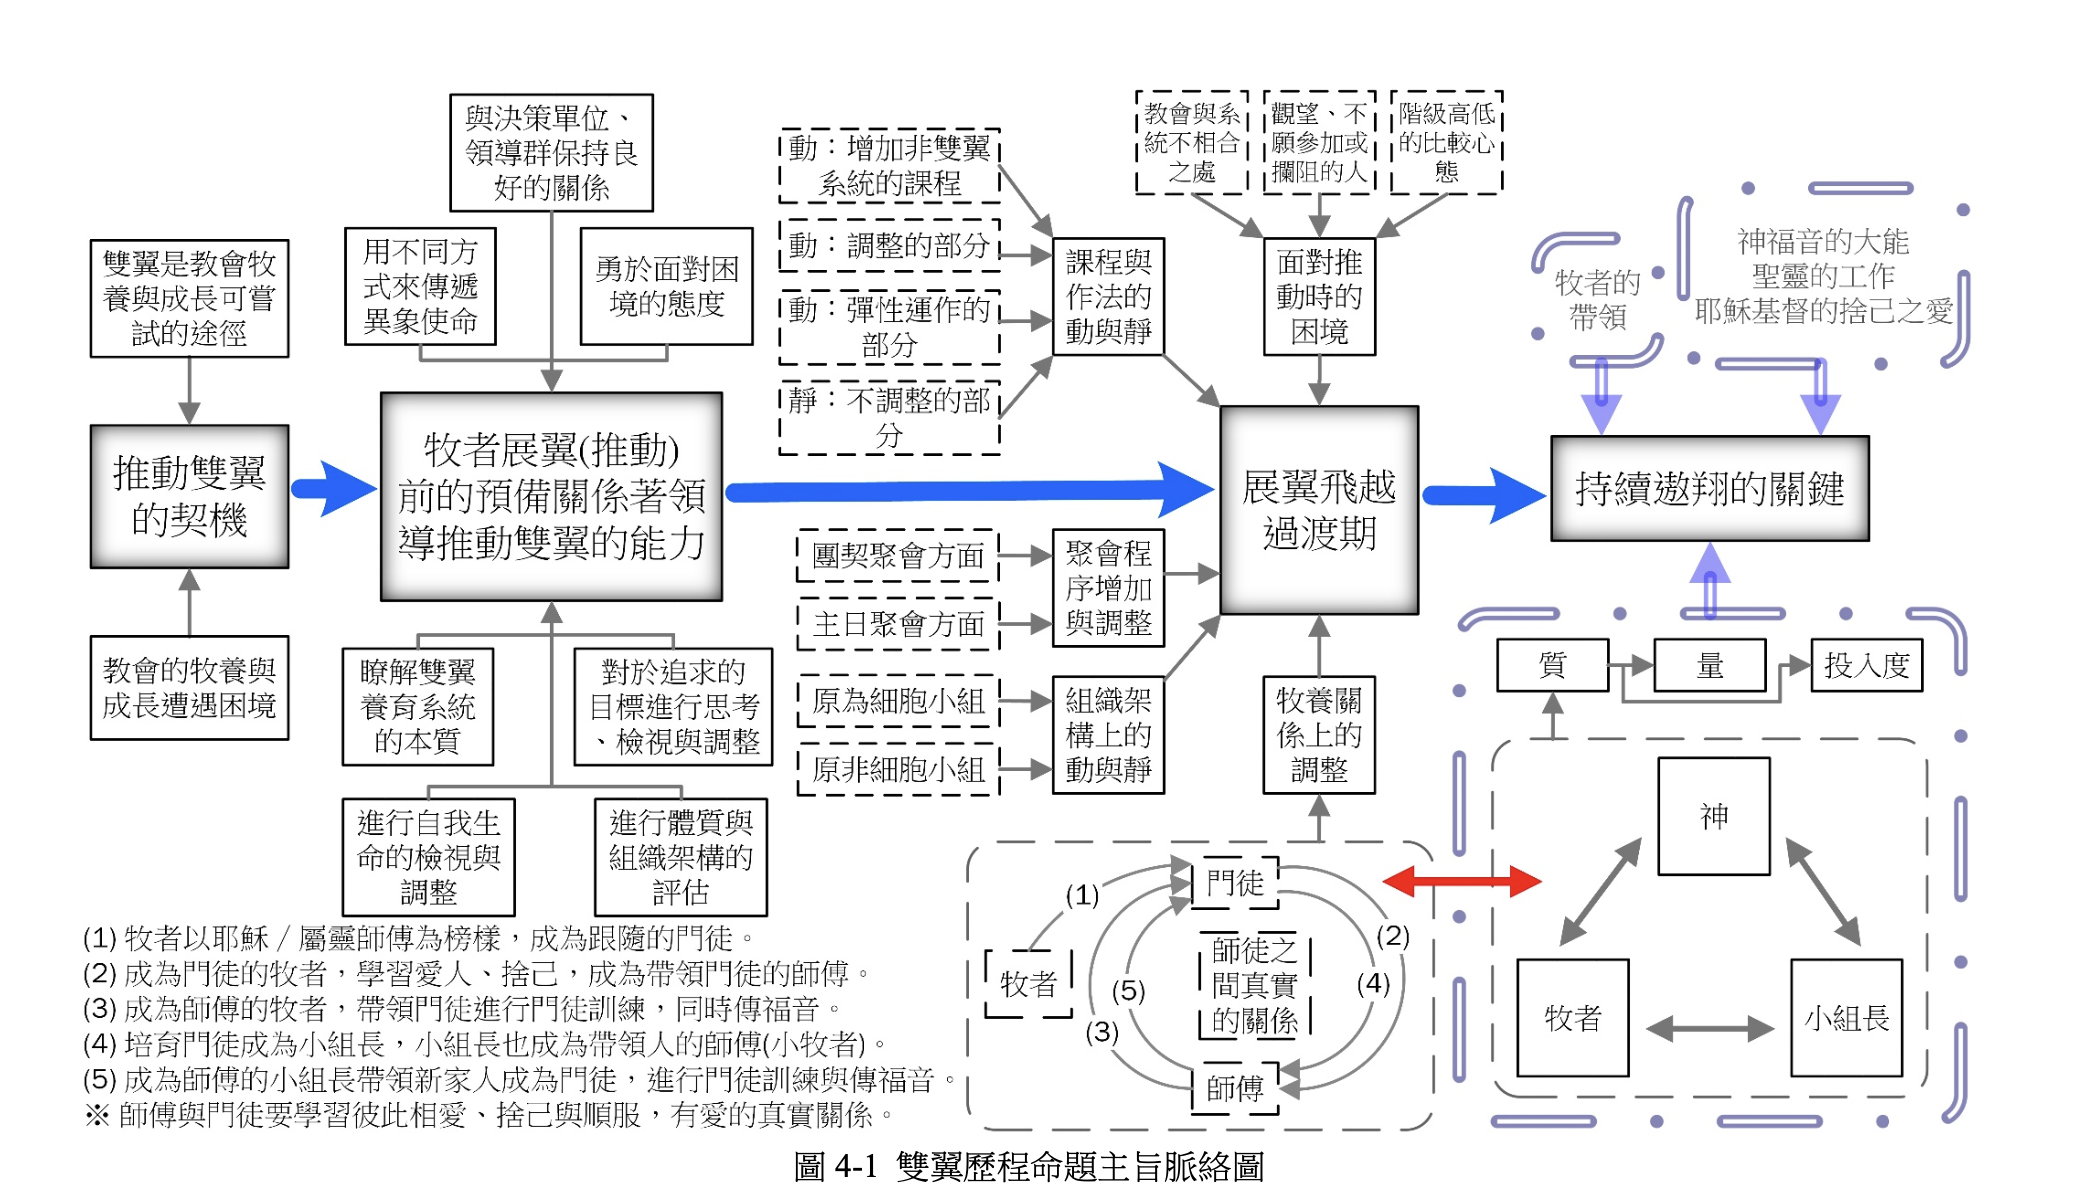 與決策單位、
領導群保持良
好的關係
雙翼是教會牧
養與成長可嘗
試的途徑
用不同方
式來傳遞
異象使命
勇於面對困
境的態度
推動雙翼
的契機
牧者展翼(推動)
前的預備關係著領
導推動雙翼的能力
教會的牧養與
成長遭遇困境
瞭解雙翼
養育系統
的本質
對於追求的
目標進行思考
、檢視與調整
進行自我生
命的檢視與
調整
進行體質與
組織架構的
評估
動：增加非雙翼
系統的課程
動：調整的部分
動：彈性運作的
部分
靜：不調整的部
分
課程與
作法的
動與靜
教會與系
統不相合
之處
觀望、不
願參加或
攔阻的人
階級高低
的比較心
態
面對推
動時的
困境
展翼飛越
過渡期
團契聚會方面
主日聚會方面
聚會程
序增加
與調整
原為細胞小組
原非細胞小組
組織架
構上的
動與靜
牧養關
係上的
調整
牧者的
帶領
神福音的大能
聖靈的工作
耶穌基督的捨己之愛
持續遨翔的關鍵
質
量
投入度
神
牧者
小組長
門徒
(1)
(2)
牧者
師徒之
間真實
的關係
(5)
(4)
(3)
師傅
(1) 牧者以耶穌／屬靈師傅為榜樣，成為跟隨的門徒。
(2) 成為門徒的牧者，學習愛人、捨己，成為帶領門徒的師傅。
(3) 成為師傅的牧者，帶領門徒進行門徒訓練，同時傳福音。
(4) 培育門徒成為小組長，小組長也成為帶領人的師傅(小牧者)。
(5) 成為師傅的小組長帶領新家人成為門徒，進行門徒訓練與傳福音。
※ 師傅與門徒要學習彼此相愛、捨己與順服，有愛的真實關係。
圖 4-1 雙翼歷程命題主旨脈絡圖